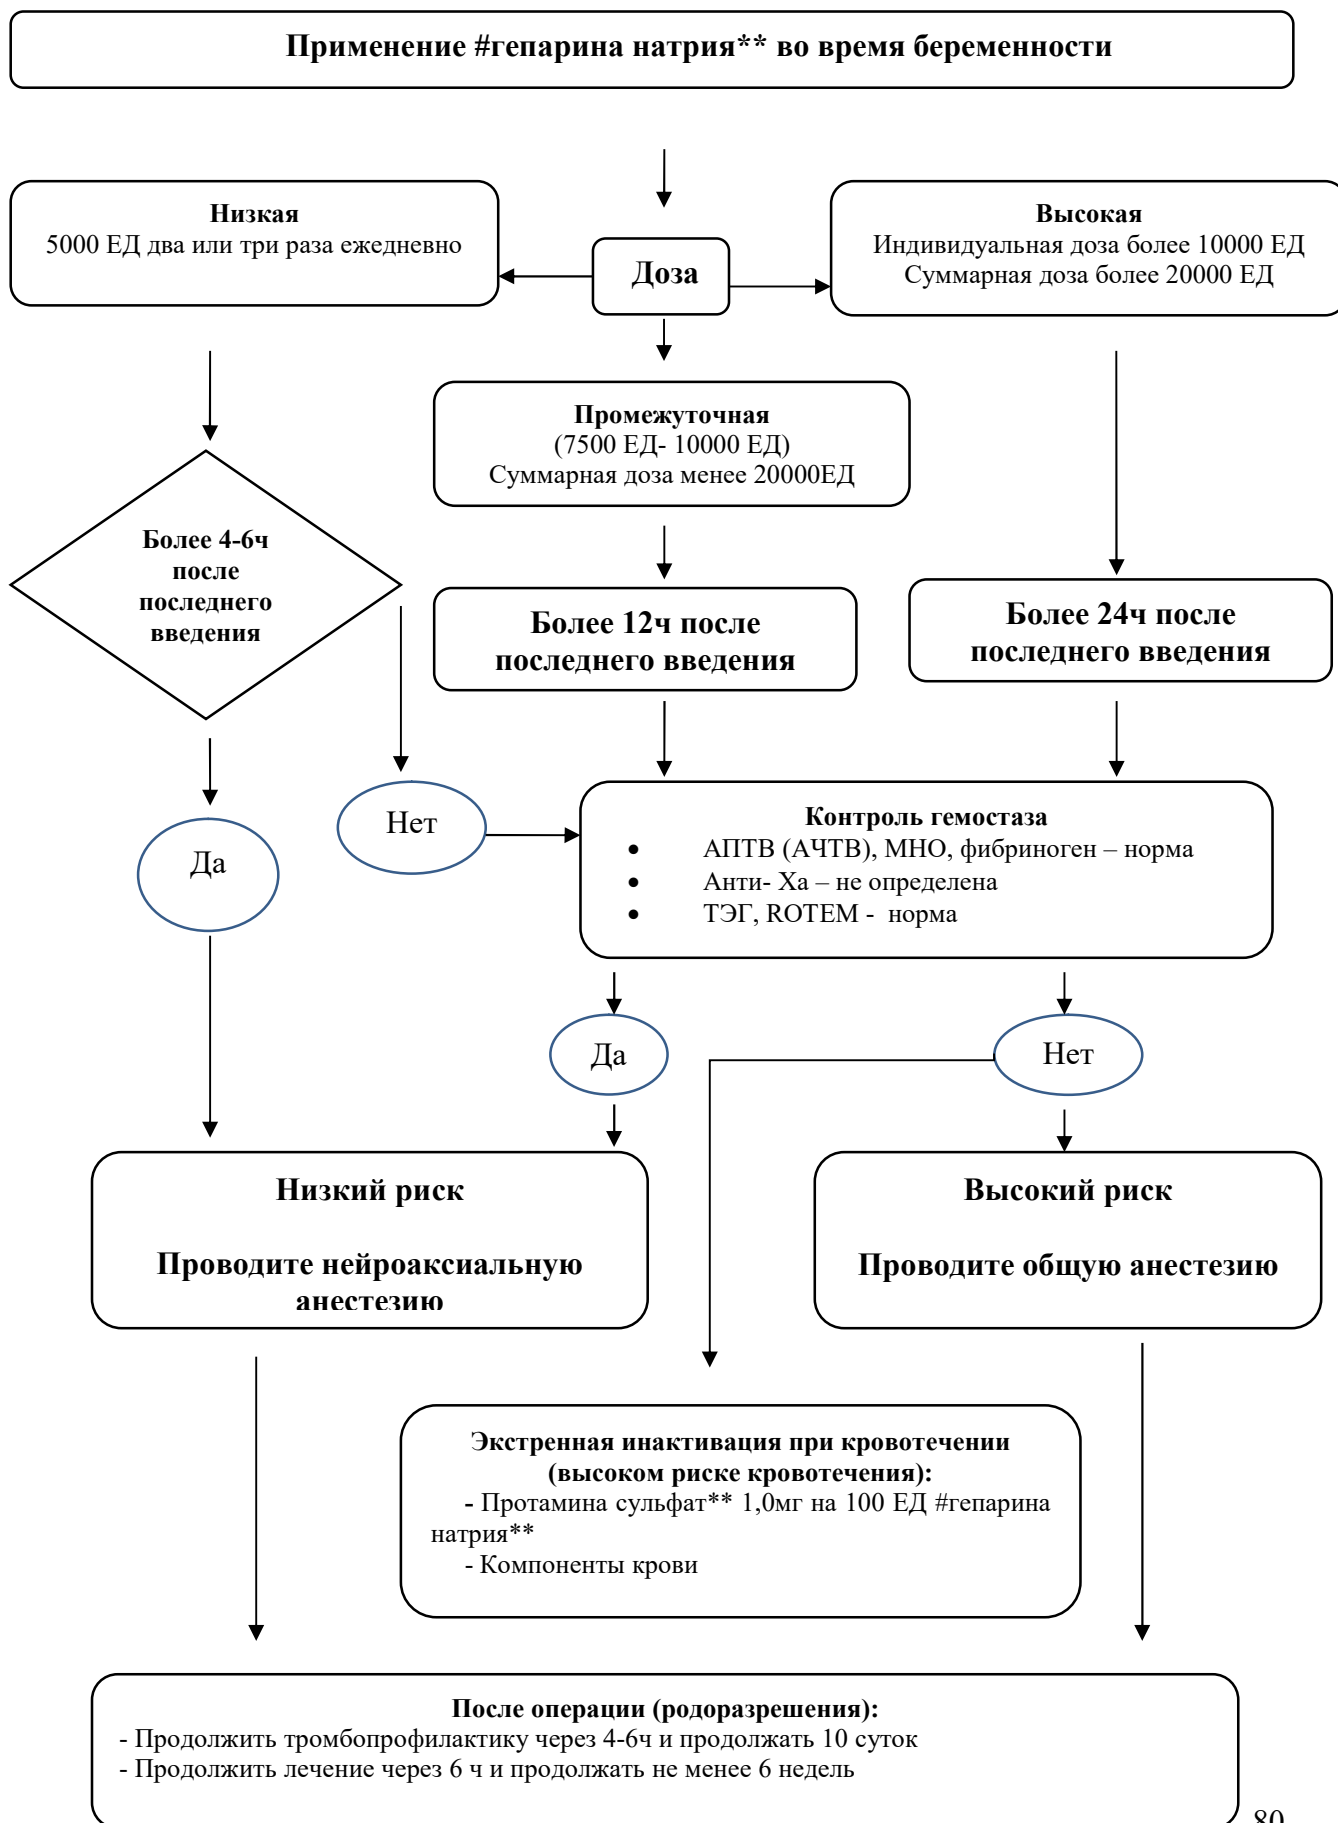 Применение #гепарина натрия** во время беременности
Низкая
5000 ЕД два или три раза ежедневно
Доза
Высокая
Индивидуальная доза более 10000 ЕД
Суммарная доза более 20000 ЕД
Промежуточная
(7500 ЕД- 10000 ЕД)
Суммарная доза менее 20000ЕД
Более 4-6ч
после
последнего
введения
Более 12ч после
последнего введения
Более 24ч после
последнего введения
Да
Нет
Контроль гемостаза
• АПТВ (АЧТВ), МНО, фибриноген – норма
• Анти- Ха – не определена
• ТЭГ, ROTEM - норма
Да
Нет
Низкий риск
Проводите нейроаксиальную
анестезию
Высокий риск
Проводите общую анестезию
Экстренная инактивация при кровотечении
(высоком риске кровотечения):
- Протамина сульфат** 1,0мг на 100 ЕД #гепарина
натрия**
- Компоненты крови
После операции (родоразрешения):
- Продолжить тромбопрофилактику через 4-6ч и продолжать 10 суток
- Продолжить лечение через 6 ч и продолжать не менее 6 недель
80